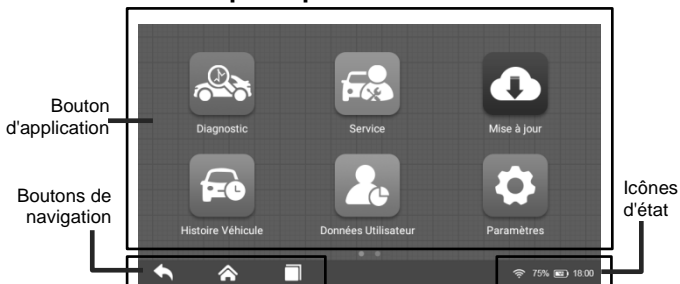 Bouton
d'application
Diagnostic
Service
Mise à jour
Histoire Véhicule
Données Utilisateur
Paramètres
Boutons de
navigation
Icônes
d'état
75% 18:00